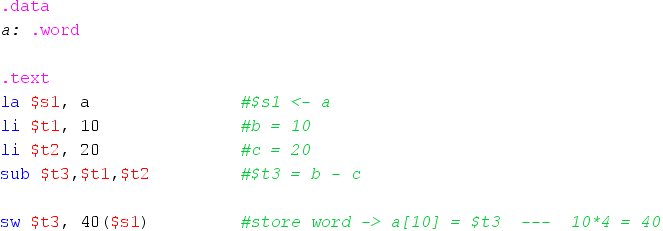 .data
a: .word
.text
la $s1, a #$s1 <- a
li $t1, 10 #b = 10
li $t2, 20 #c = 20
sub $t3,$t1,$t2 #$t3 = b - c
sw $t3, 40($s1) #store word -> a[10] = $t3 --- 10*4 = 40